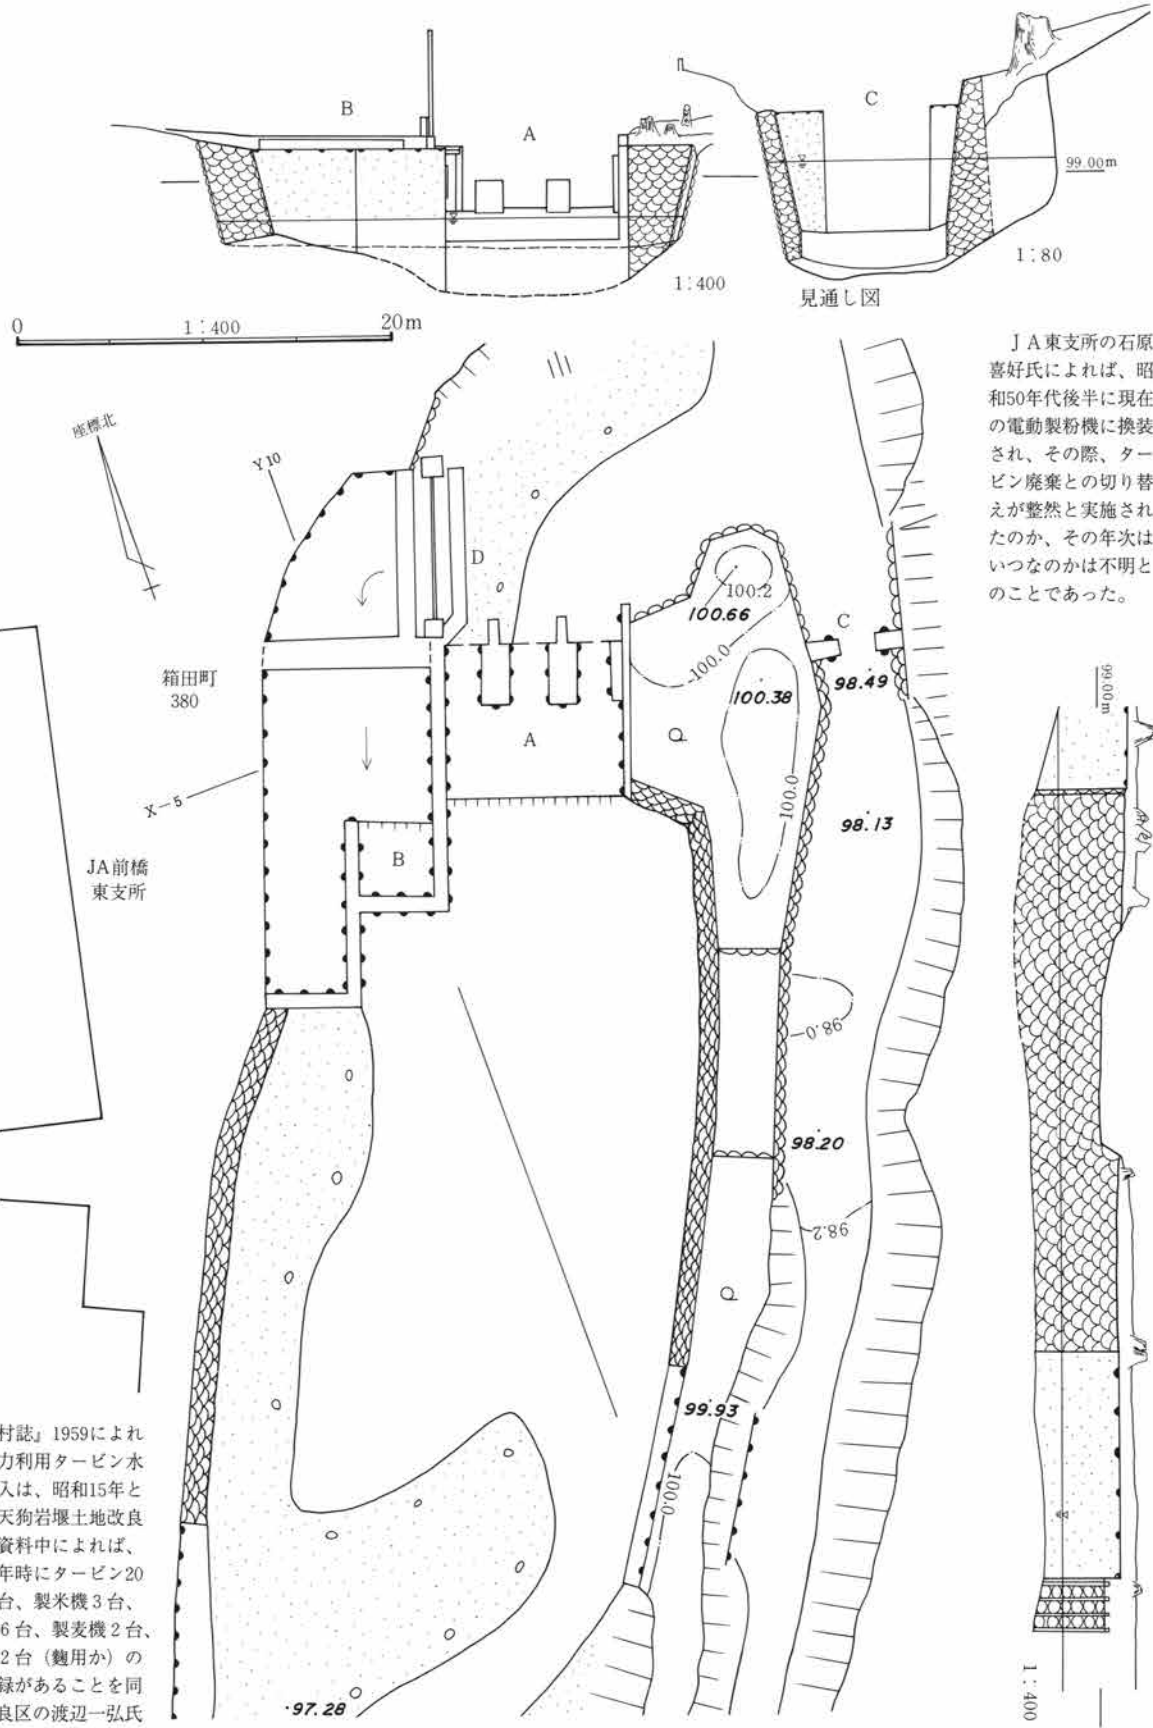 B
A
C
99.00m
1:400
1:80
見通し図
0
1:400
20m
JA東支所の石原
喜好氏によれば、昭
和50年代後半に現在
の電動製粉機に換装
され、その際、ター
ビン廃棄との切り替
えが整然と実施され
たのか、その年次は
いつなのかは不明と
のことであった。
座標北
Y10
D
100.2
100.66
C
100.0
98.49
箱田町
380
100.38
A
99.00m
X-5
100.0
98.13
B
JA前橋
東支所
98.0
98.20
98.2
99.93
100.0
村誌』1959によれ
力利用タービン水
入は、昭和15年と
天狗岩堰土地改良
資料中によれば、
年時にタービン20
台、製米機3台、
6台、製麦機2台、
2台（麹用か）の
録があることを同
良区の渡辺一弘氏
97.28
1:400